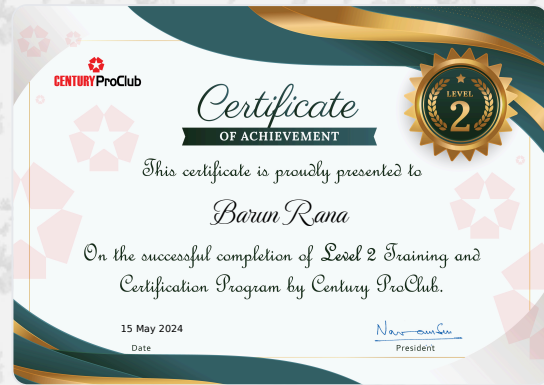 CENTURY ProClub
Certificate
OF ACHIEVEMENT
LEVEL
2
This certificate is proudly presented to
Barun Rana
On the successful completion of Level 2 Training and
Certification Program by Century ProClub.
15 May 2024
Date
President